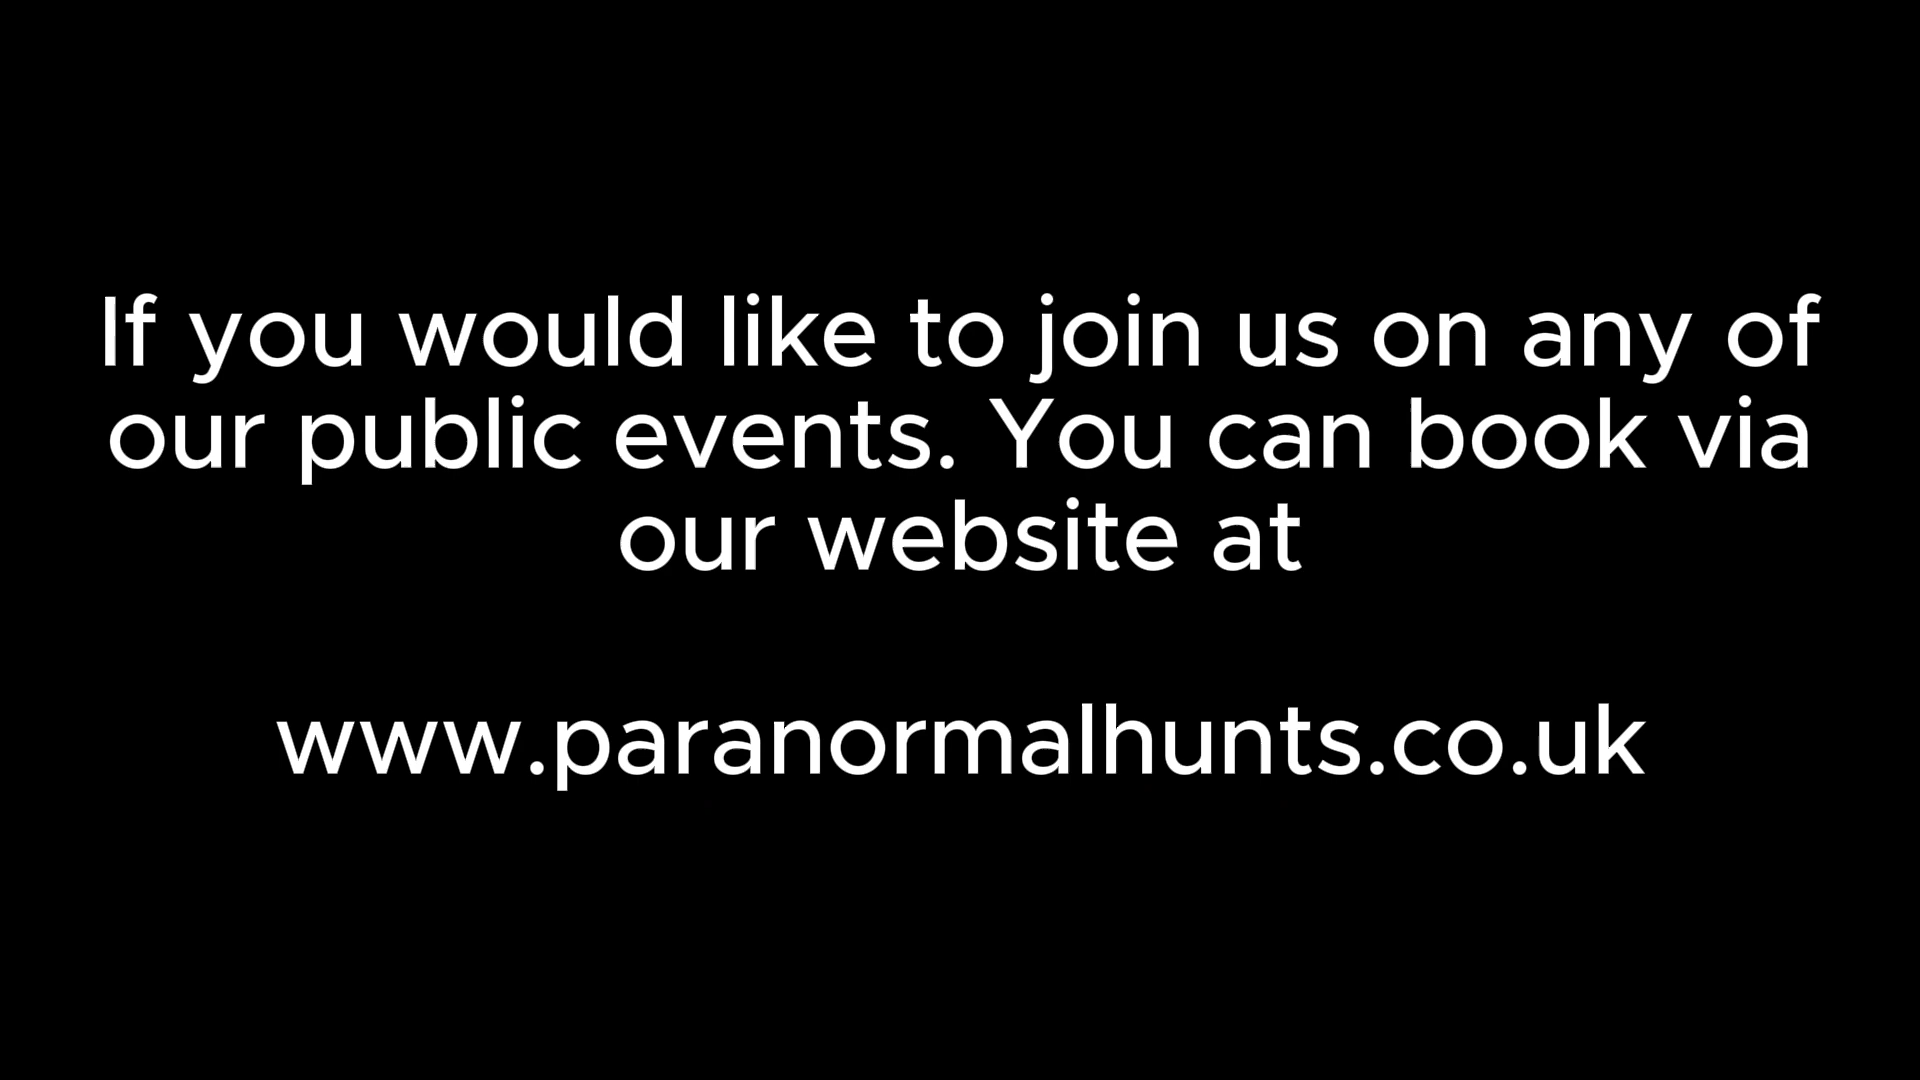 If you would like to join us on any of
our public events. You can book via
our website at
www.paranormalhunts.co.uk